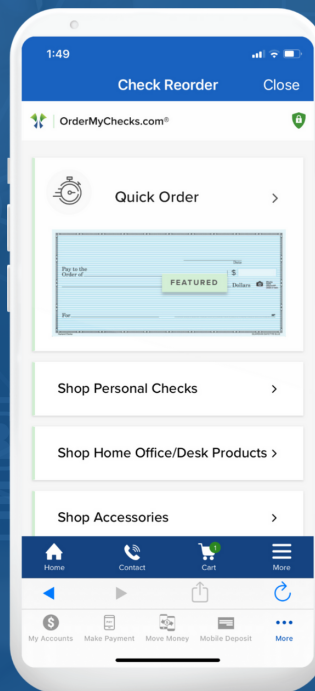 1:49
Check Reorder
Close
OrderMyChecks.com®
Quick Order
Pay to the
Order of
Date
$
FEATURED
Dollars
For
Shop Personal Checks
Shop Home Office/Desk Products
Shop Accessories
1
Home
Contact
Cart
More
My Accounts
Make Payment
Move Money
Mobile Deposit
More